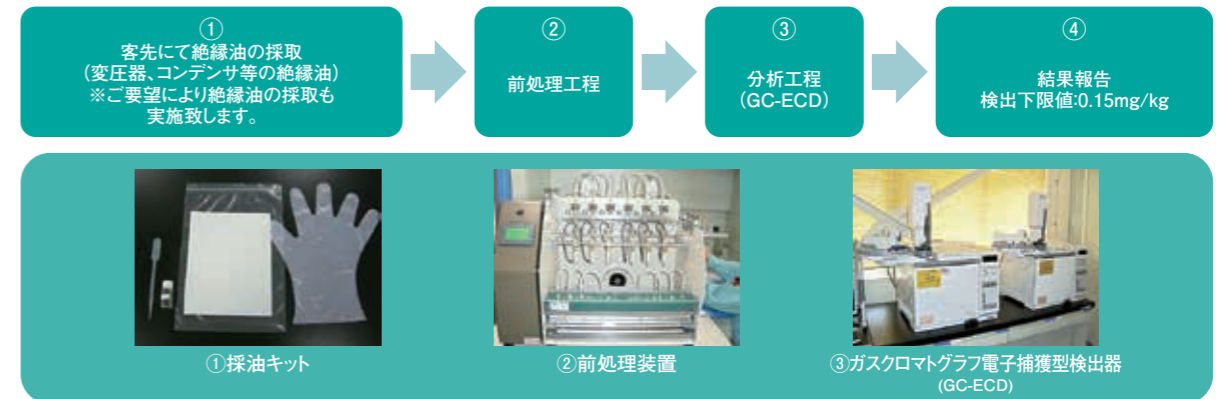 ①
客先にて絶縁油の採取
(変圧器、コンデンサ等の絶縁油)
※ご要望により絶縁油の採取も
実施致します。
②
前処理工程
③
分析工程
(GC-ECD)
④
結果報告
検出下限値:0.15mg/kg
①採油キット
②前処理装置
③ガスクロマトグラフ電子捕獲型検出器
(GC-ECD)